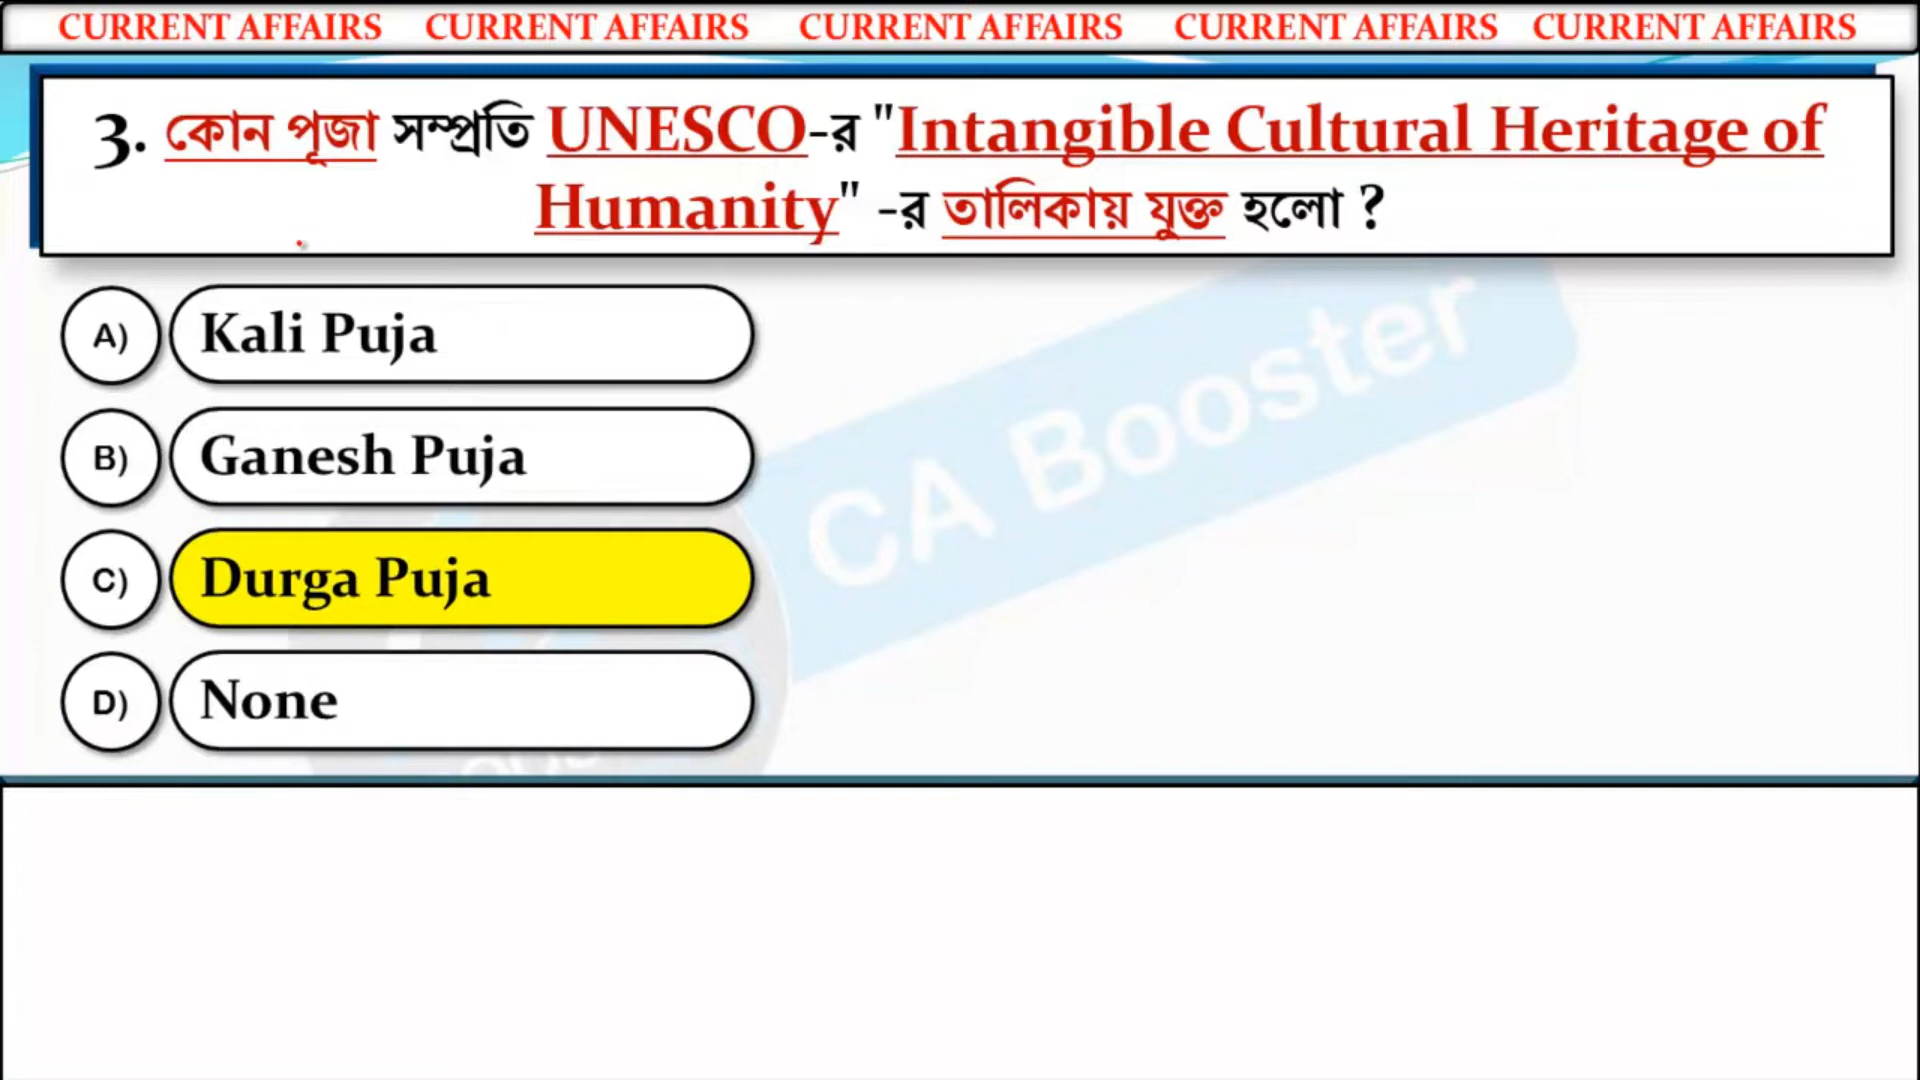 CURRENT AFFAIRS CURRENT AFFAIRS CURRENT AFFAIRS CURRENT AFFAIRS CURRENT AFFAIRS
3. কোন পূজা সম্প্রতি UNESCO-র "Intangible Cultural Heritage of
Humanity" -র তালিকায় যুক্ত হলো ?
A) Kali Puja
B) Ganesh Puja
C) Durga Puja
D) None
CA Booster